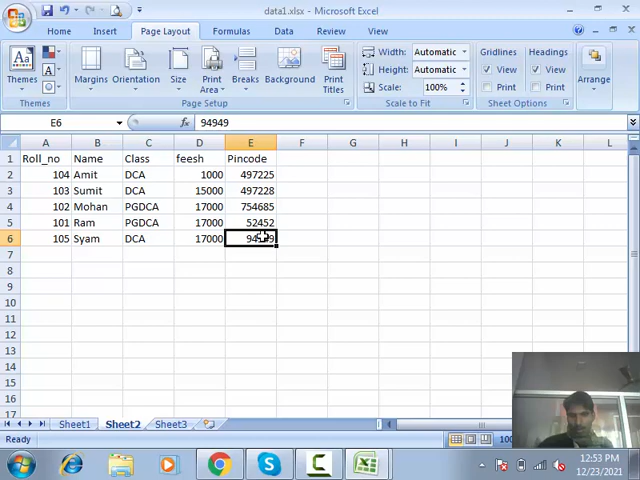 data1.xlsx - Microsoft Excel
Home Insert Page Layout Formulas Data Review View
Themes Margins Orientation Size Print Area Breaks Background Print Titles Width: Automatic Height: Automatic Scale: 100% Gridlines View Print Headings View Print Arrange
Themes Page Setup Scale to Fit Sheet Options
E6 fx 94949
A B C D E F G H I J K L
1 Roll_no Name Class feesh Pincode
2 104 Amit DCA 1000 497225
3 103 Sumit DCA 15000 497228
4 102 Mohan PGDCA 17000 754685
5 101 Ram PGDCA 17000 52452
6 105 Syam DCA 17000
7
8
9
10
11
12
13
14
15
16
17
Sheet1 Sheet2 Sheet3
Ready
12:53 PM
12/23/2021